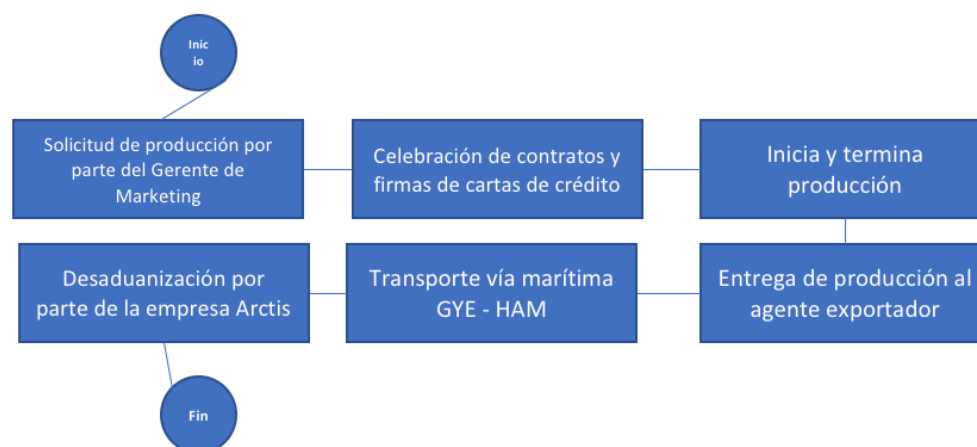 Inic
io
Solicitud de producción por
parte del Gerente de
Marketing
Celebración de contratos y
firmas de cartas de crédito
Inicia y termina
producción
Entrega de producción al
agente exportador
Transporte vía marítima
GYE - HAM
Desaduanización por
parte de la empresa Arctis
Fin